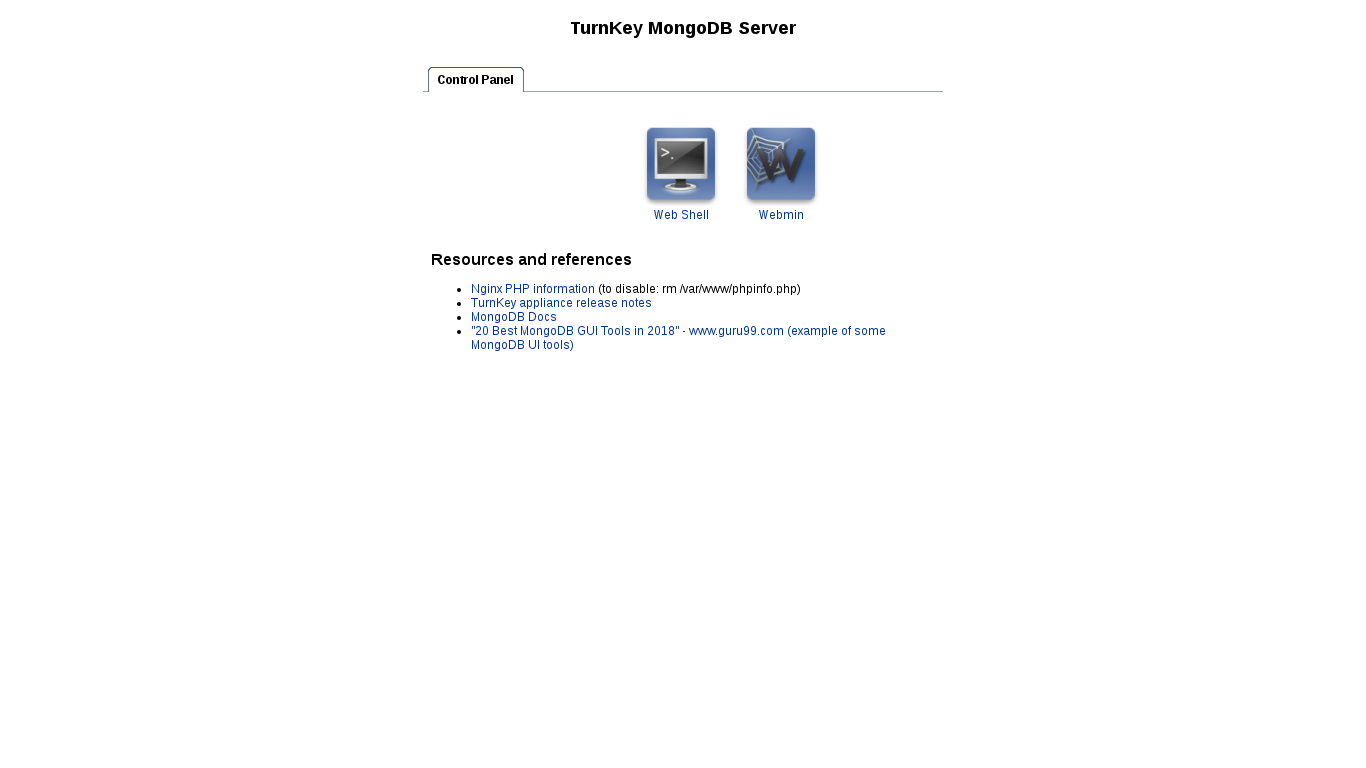 TurnKey MongoDB Server
Control Panel
>.
W
Web Shell
Webmin
Resources and references
Nginx PHP information (to disable: rm /var/www/phpinfo.php)
TurnKey appliance release notes
MongoDB Docs
"20 Best MongoDB GUI Tools in 2018" - www.guru99.com (example of some
MongoDB UI tools)